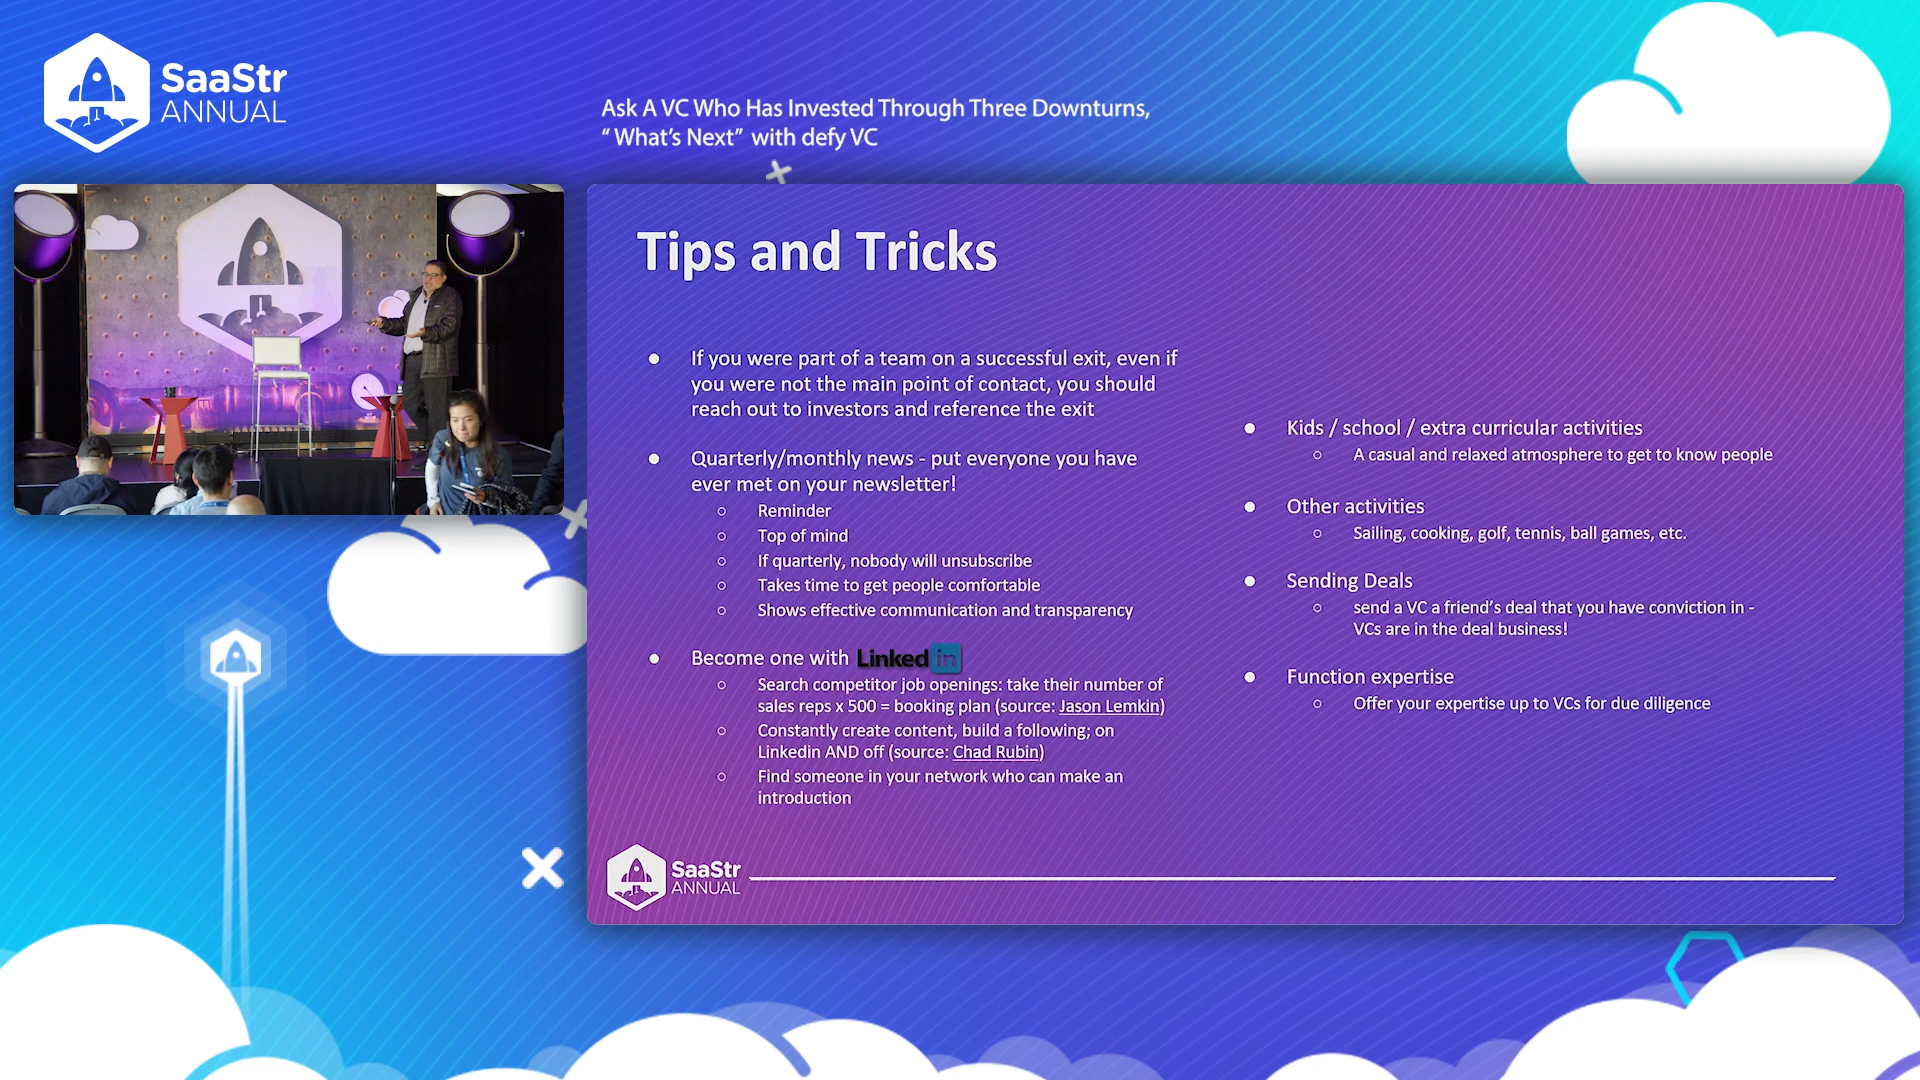 SaaStr
ANNUAL
Ask A VC Who Has Invested Through Three Downturns,
“ What’s Next” with defy VC
Tips and Tricks
● If you were part of a team on a successful exit, even if
you were not the main point of contact, you should
reach out to investors and reference the exit
● Quarterly/monthly news - put everyone you have
ever met on your newsletter!
○ Reminder
○ Top of mind
○ If quarterly, nobody will unsubscribe
○ Takes time to get people comfortable
○ Shows effective communication and transparency
● Become one with Linked in
○ Search competitor job openings: take their number of
sales reps x 500 = booking plan (source: Jason Lemkin)
○ Constantly create content, build a following; on
Linkedin AND off (source: Chad Rubin)
○ Find someone in your network who can make an
introduction
● Kids / school / extra curricular activities
○ A casual and relaxed atmosphere to get to know people
● Other activities
○ Sailing, cooking, golf, tennis, ball games, etc.
● Sending Deals
○ send a VC a friend’s deal that you have conviction in -
VCs are in the deal business!
● Function expertise
○ Offer your expertise up to VCs for due diligence
SaaStr
ANNUAL